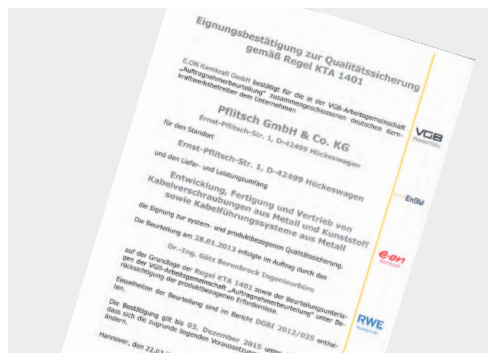 Eignungsbestätigung zur Qualitätssicherung
gemäß Regel KTA 1401
E.ON Kernkraft GmbH bestätigt für die in der VGB-Arbeitsgemeinschaft
„Auftragnehmerbeurteilung" zusammengeschlossenen deutschen Kern-
kraftwerksbetreiber dem Unternehmen
Pflitsch GmbH & Co. KG
Ernst-Pflitsch-Str. 1, D-42499 Hückeswagen
für den Standort
Ernst-Pflitsch-Str. 1, D-42499 Hückeswagen
und den Liefer- und Leistungsumfang
Entwicklung, Fertigung und Vertrieb von
Kabelverschraubungen aus Metall und Kunststoff
sowie Kabelführungssysteme aus Metall
die Eignung zur system- und produktbezogenen Qualitätssicherung.
Die Beurteilung am 28.01.2013 erfolgte im Auftrag durch das
Dr.-Ing. Götz Berenbrock Ingenieurbüro
auf der Grundlage der Regel KTA 1401 sowie der Beurteilungsunterla-
gen der VGB-Arbeitsgemeinschaft „Auftragnehmerbeurteilung" unter Be-
rücksichtigung der produktbezogenen Erfordernisse.
Einzelheiten der Beurteilung sind im Bericht DGBI 2012/025 enthal-
ten.
Die Bestätigung gilt bis 03. Dezember 2015 unter
dass sich die zugrunde liegenden Voraussetzung
ändern.
Hannover, den 22.03
VGB
POWERTECH
EnBW
e·on
Kernkraft
RWE